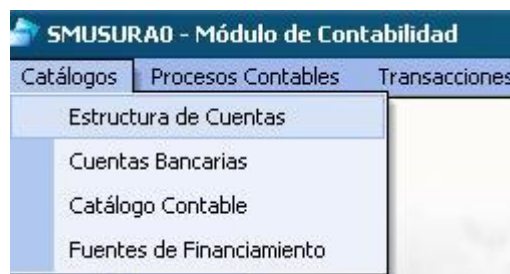 SMUSURA0 - Módulo de Contabilidad
Catálogos Procesos Contables Transacciones
Estructura de Cuentas
Cuentas Bancarias
Catálogo Contable
Fuentes de Financiamiento